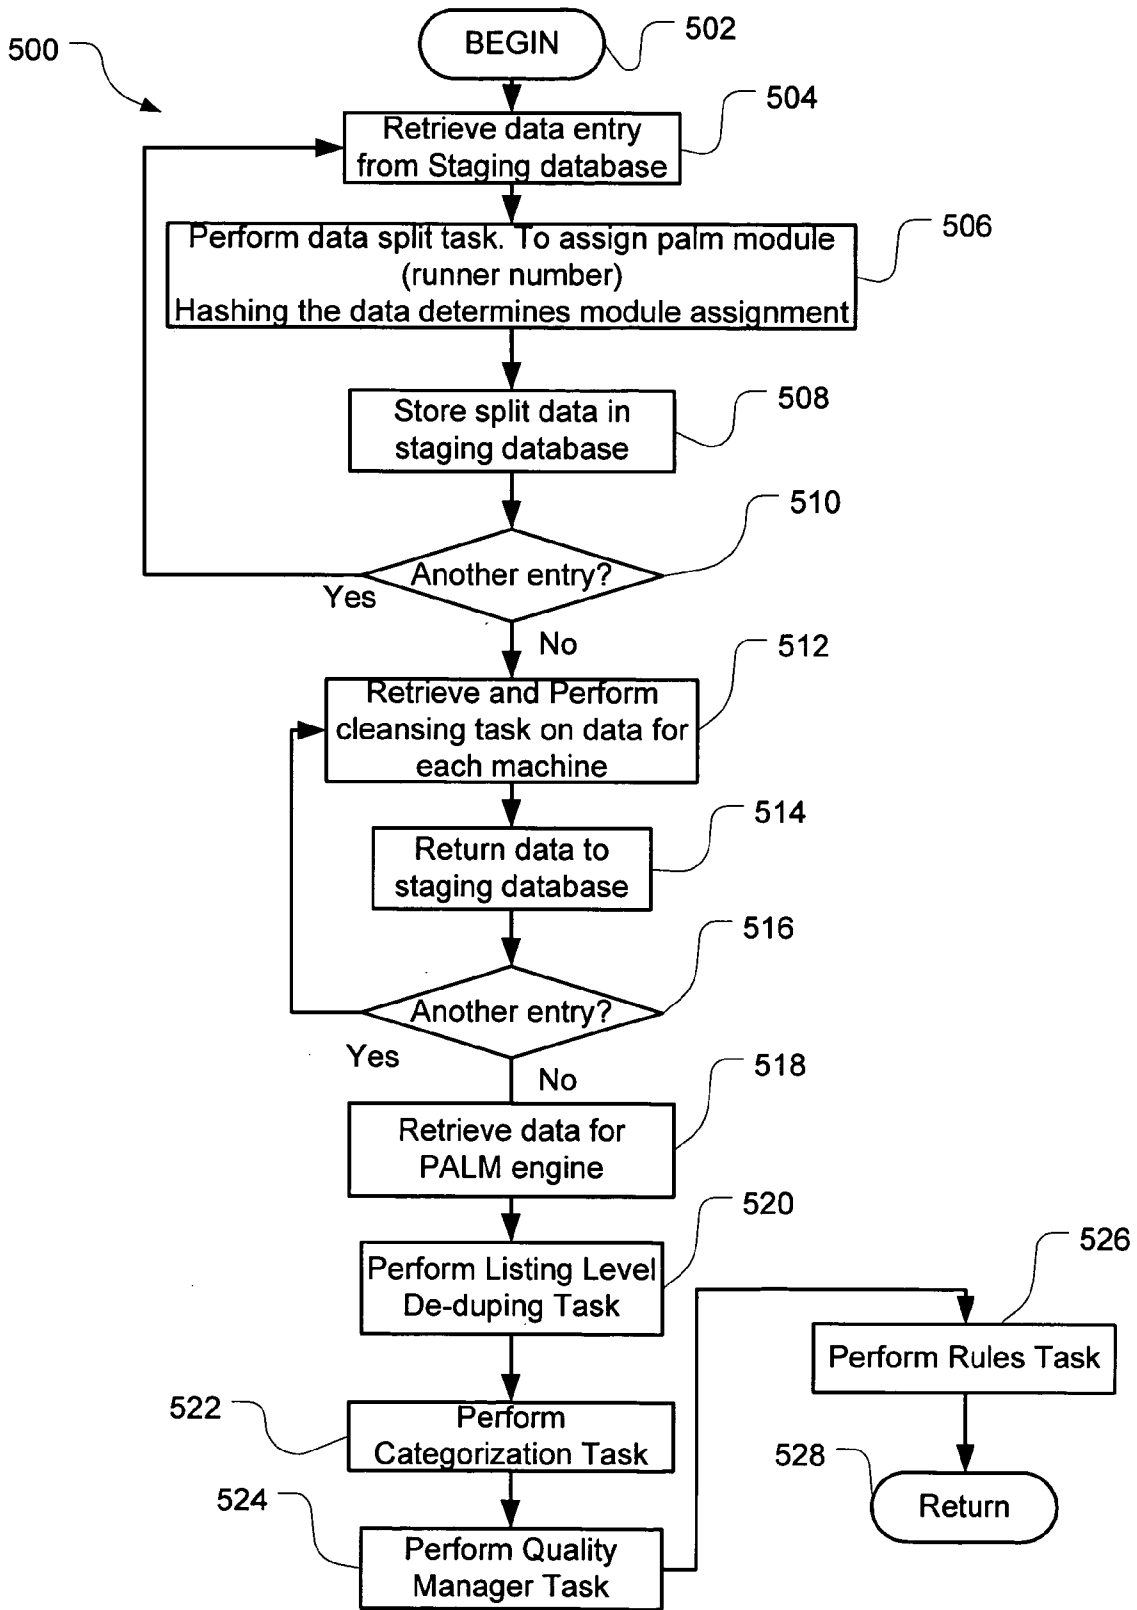 500
BEGIN
502
Retrieve data entry
from Staging database
504
Perform data split task. To assign palm module
(runner number)
Hashing the data determines module assignment
506
Store split data in
staging database
508
Another entry?
510
Yes
No
Retrieve and Perform
cleansing task on data for
each machine
512
Return data to
staging database
514
Another entry?
516
Yes
No
Retrieve data for
PALM engine
518
Perform Listing Level
De-duping Task
520
Perform
Categorization Task
522
Perform Quality
Manager Task
524
Perform Rules Task
526
Return
528